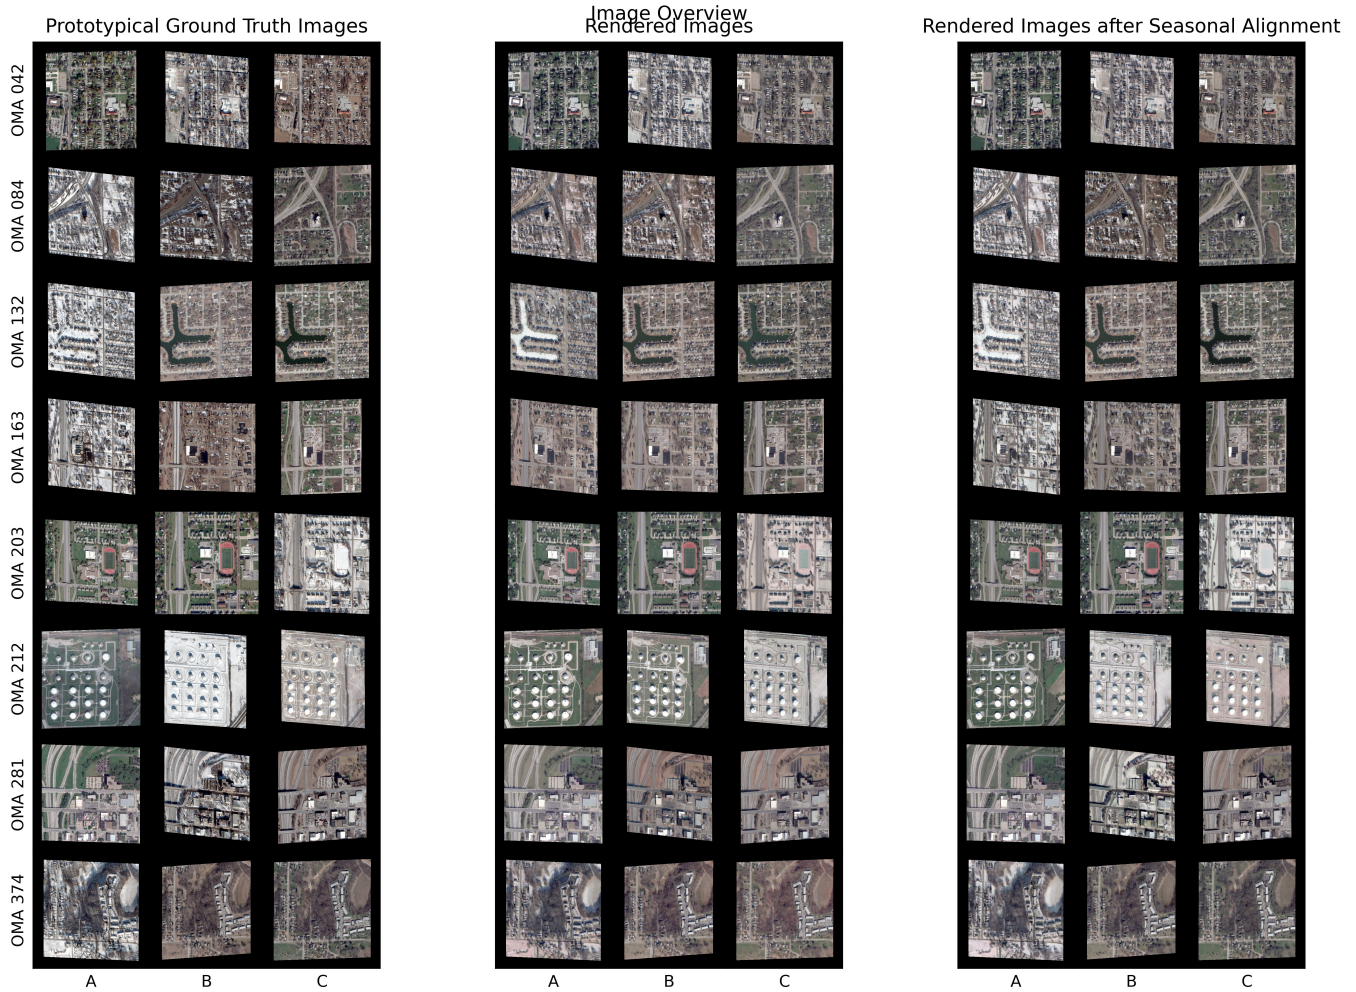 Image Overview
Prototypical Ground Truth Images
Rendered Images
Rendered Images after Seasonal Alignment
OMA 042
OMA 084
OMA 132
OMA 163
OMA 203
OMA 212
OMA 281
OMA 374
A B C
A B C
A B C